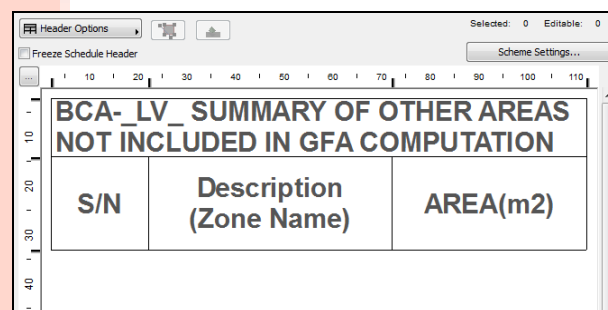 Header Options
Selected: 0 Editable: 0
Freeze Schedule Header
Scheme Settings...
...
10 20 30 40 50 60 70 80 90 100 110
BCA-_LV_ SUMMARY OF OTHER AREAS
NOT INCLUDED IN GFA COMPUTATION
10
20
30
40
S/N
Description
(Zone Name)
AREA(m2)